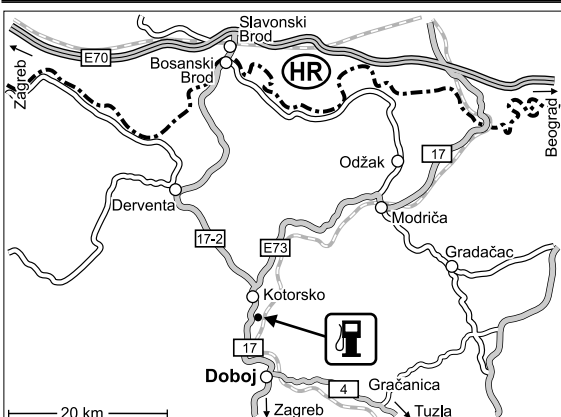 Slavonski
Brod
E70
Bosanski
Brod
HR
Zagreb
Beograd
17
Odžak
Derventa
Modriča
17-2
E73
Gradačac
Kotorsko
17
Doboj
4
Gračanica
20 km
Zagreb
Tuzla